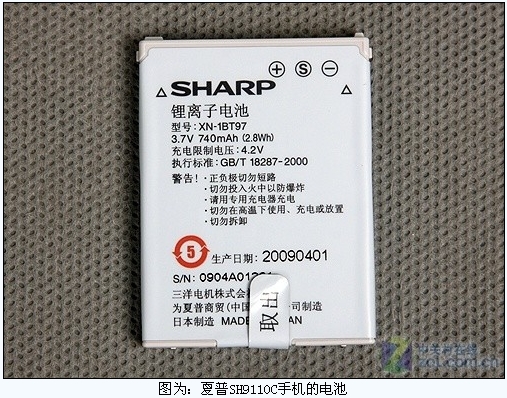 SHARP
+ S −
锂离子电池
型号: XN-1BT97
3.7V 740mAh (2.8Wh)
充电限制电压: 4.2V
执行标准: GB/T 18287-2000
警告! ·正负极切勿短路
·切勿投入火中以防爆炸
·请用专用充电器充电
·切勿在高温下使用、充电或放置
·切勿拆卸
5 生产日期: 20090401
S/N: 0904A01
三洋电机株式会
为夏普商贸(中国 制造
日本制造 MADE AN
取出
zol.com.cn
图为：夏普SH9110C手机的电池